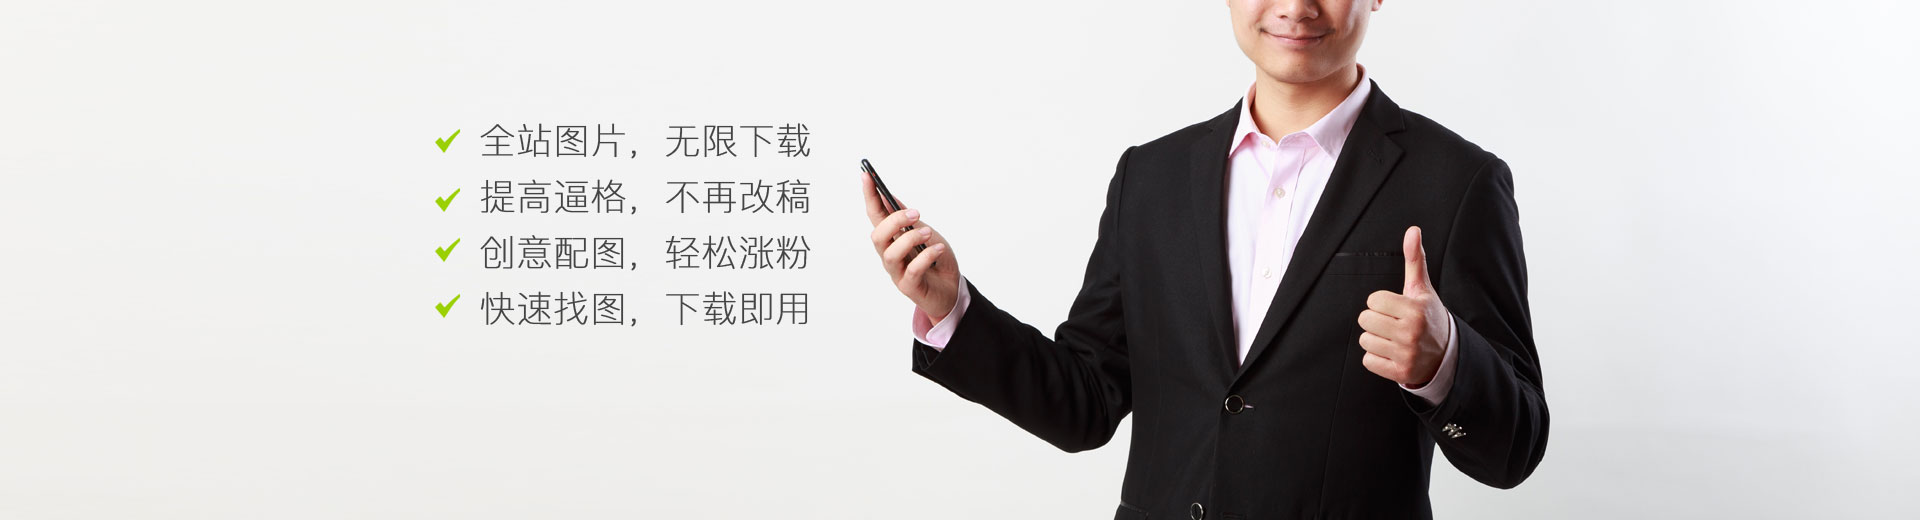 全站图片，无限下载
提高逼格，不再改稿
创意配图，轻松涨粉
快速找图，下载即用